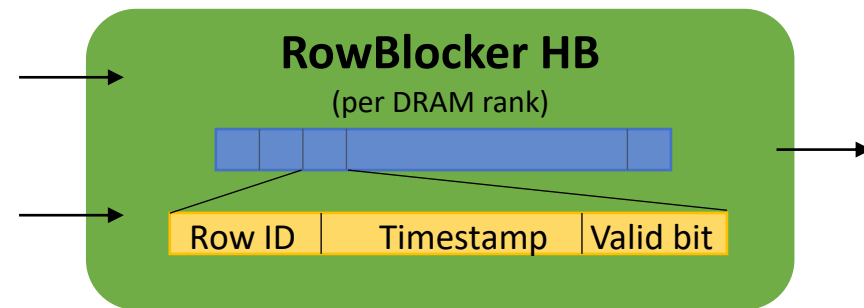 RowBlocker HB
(per DRAM rank)
Row ID Timestamp Valid bit